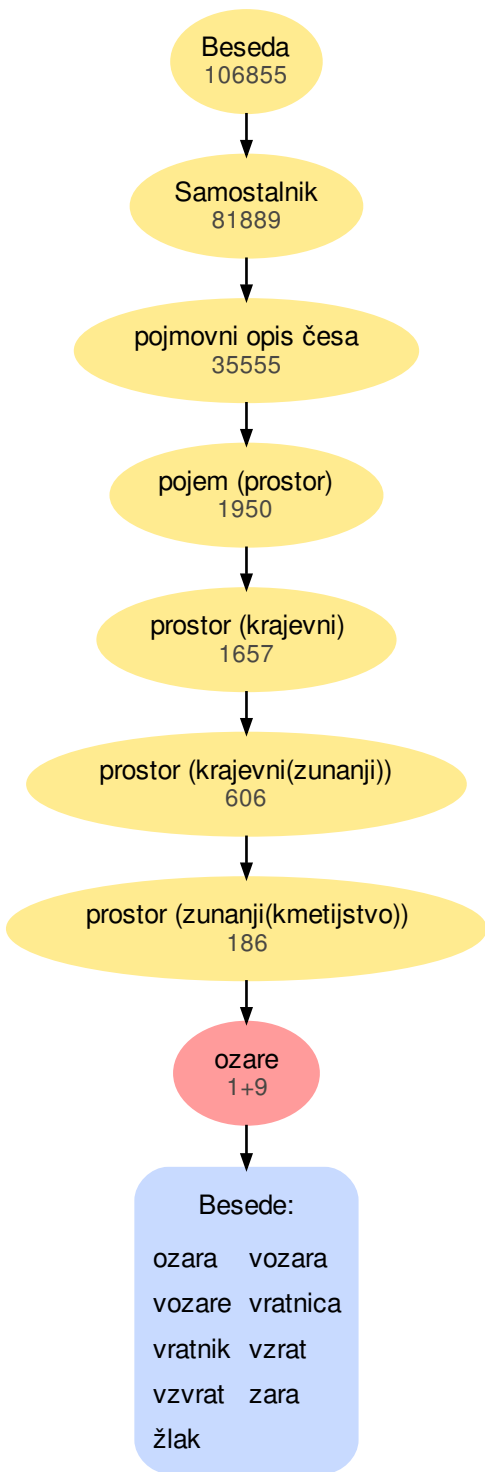 Beseda
106855
Samostalnik
81889
pojmovni opis česa
35555
pojem (prostor)
1950
prostor (krajevni)
1657
prostor (krajevni(zunanji))
606
prostor (zunanji(kmetijstvo))
186
ozare
1+9
Besede:
ozara vozara
vozare vratnica
vratnik vzrat
vzvrat zara
žlak